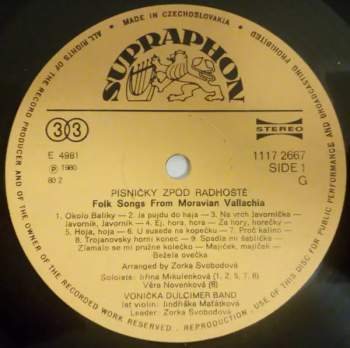 MADE IN CZECHOSLOVAKIA
ALL RIGHTS OF THE RECORD PRODUCER AND OF THE OWNER OF THE RECORDED WORK RESERVED . REPRODUCTION . USE OF THIS DISC FOR PUBLIC PERFORMANCE AND BROADCASTING PROHIBITED
SUPRAPHON
33
STEREO
E 4981
℗ 1980
80 2
1117 2667
SIDE 1
G
PÍSNIČKY ZPOD RADHOŠTĚ
Folk Songs From Moravian Vallachia
1. Okolo Baliky — 2. Ja pujdu do haja — 3. Na vrch Javorníčka —
Javorník, Javorník — 4. Ej, hora, hora — Za hory, horečky —
5. Hoja, hoja — 6. U suseda na kopečku — 7. Proč kalino —
8. Trojanovsky horni konec — 9. Spadla mi šablička —
Zlamalo se mi pružne kolečko — Majíček, majíček —
Bežela ovečka
Arranged by Zorka Svobodová
Soloists: Jiřina Mikulenková (1, 2, 5, 7, 8)
Věra Novenková (8)
VONIČKA DULCIMER BAND
Ist violin: Jindřiška Maťátková
Leader: Zorka Svobodová